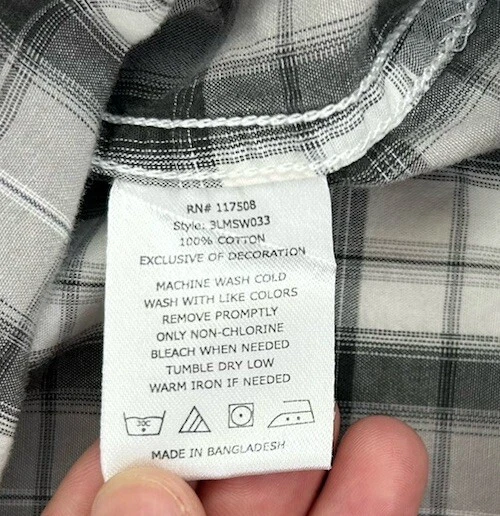 RN# 117508
Style: 3LMSW033
100% COTTON
EXCLUSIVE OF DECORATION
MACHINE WASH COLD
WASH WITH LIKE COLORS
REMOVE PROMPTLY
ONLY NON-CHLORINE
BLEACH WHEN NEEDED
TUMBLE DRY LOW
WARM IRON IF NEEDED
30C
MADE IN BANGLADESH